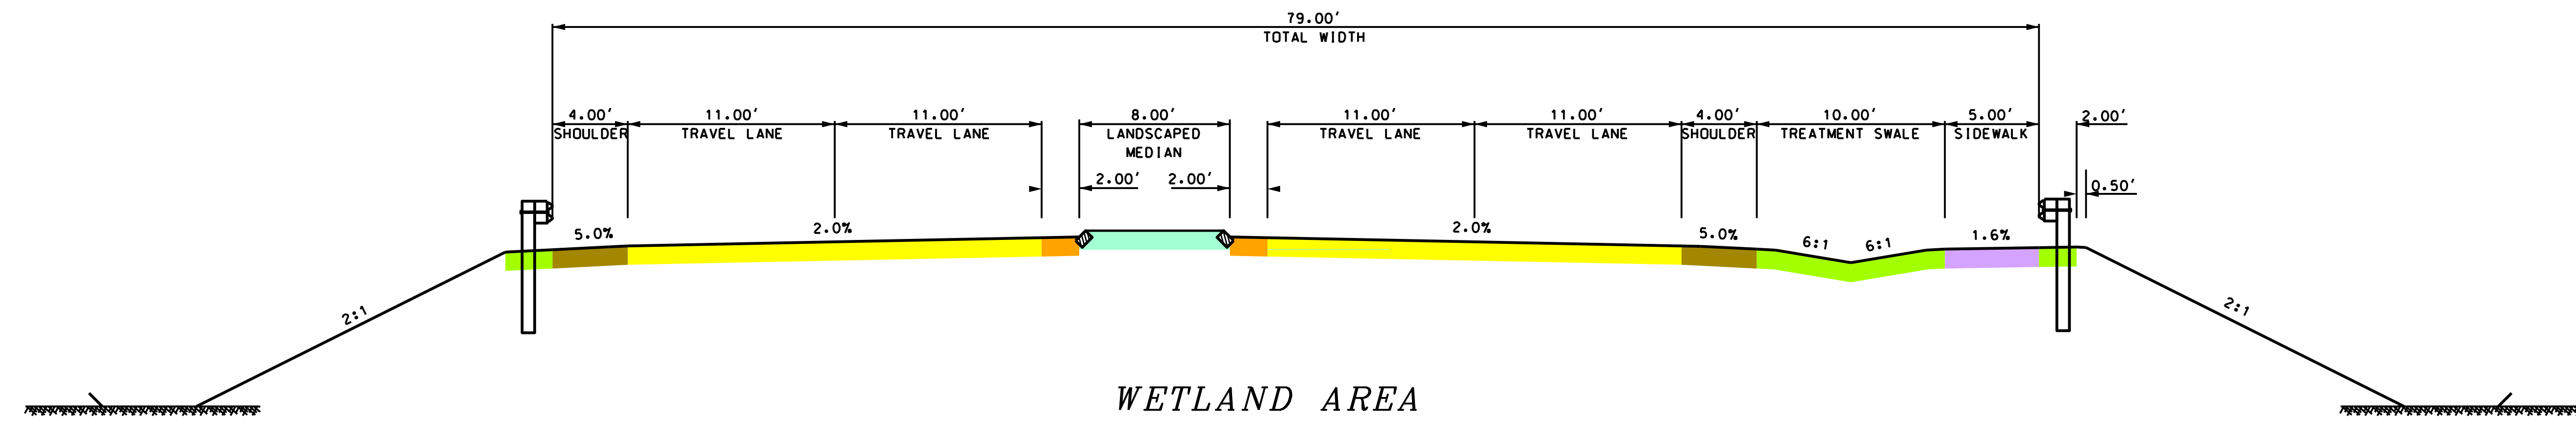 79.00'
TOTAL WIDTH
4.00' 11.00' 11.00' 8.00' 11.00' 11.00' 4.00' 10.00' 5.00' 2.00'
SHOULDER TRAVEL LANE TRAVEL LANE LANDSCAPED TRAVEL LANE TRAVEL LANE SHOULDER TREATMENT SWALE SIDEWALK
MEDIAN
2.00' 2.00' 0.50'
5.0% 2.0% 2.0% 5.0% 6:1 6:1 1.6%
2:1 2:1
WETLAND AREA